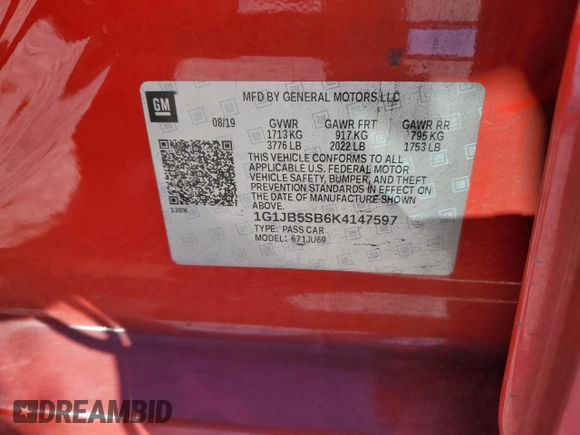 GM
MFD BY GENERAL MOTORS LLC
08/19 GVWR GAWR FRT GAWR RR
1713 KG 917 KG 795 KG
3776 LB 2022 LB 1753 LB
THIS VEHICLE CONFORMS TO ALL
APPLICABLE U.S. FEDERAL MOTOR
VEHICLE SAFETY, BUMPER, AND THEFT
PREVENTION STANDARDS IN EFFECT ON
THE DATE OF MANUFACTURE SHOWN
ABOVE.
1G1JB5SB6K4147597
TYPE: PASS CAR
MODEL: 671JU69
138X
DREAMBID